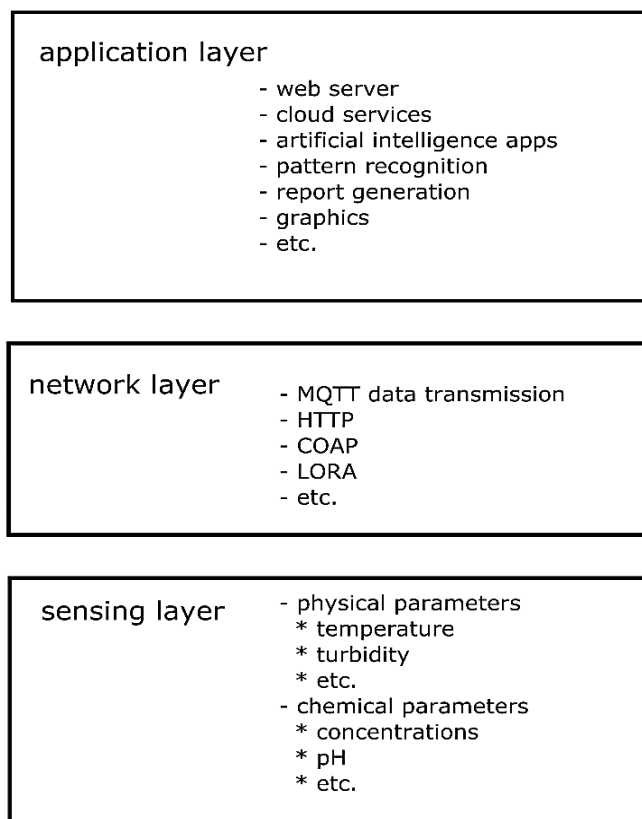 application layer
- web server
- cloud services
- artificial intelligence apps
- pattern recognition
- report generation
- graphics
- etc.
network layer
- MQTT data transmission
- HTTP
- COAP
- LORA
- etc.
sensing layer
- physical parameters
* temperature
* turbidity
* etc.
- chemical parameters
* concentrations
* pH
* etc.